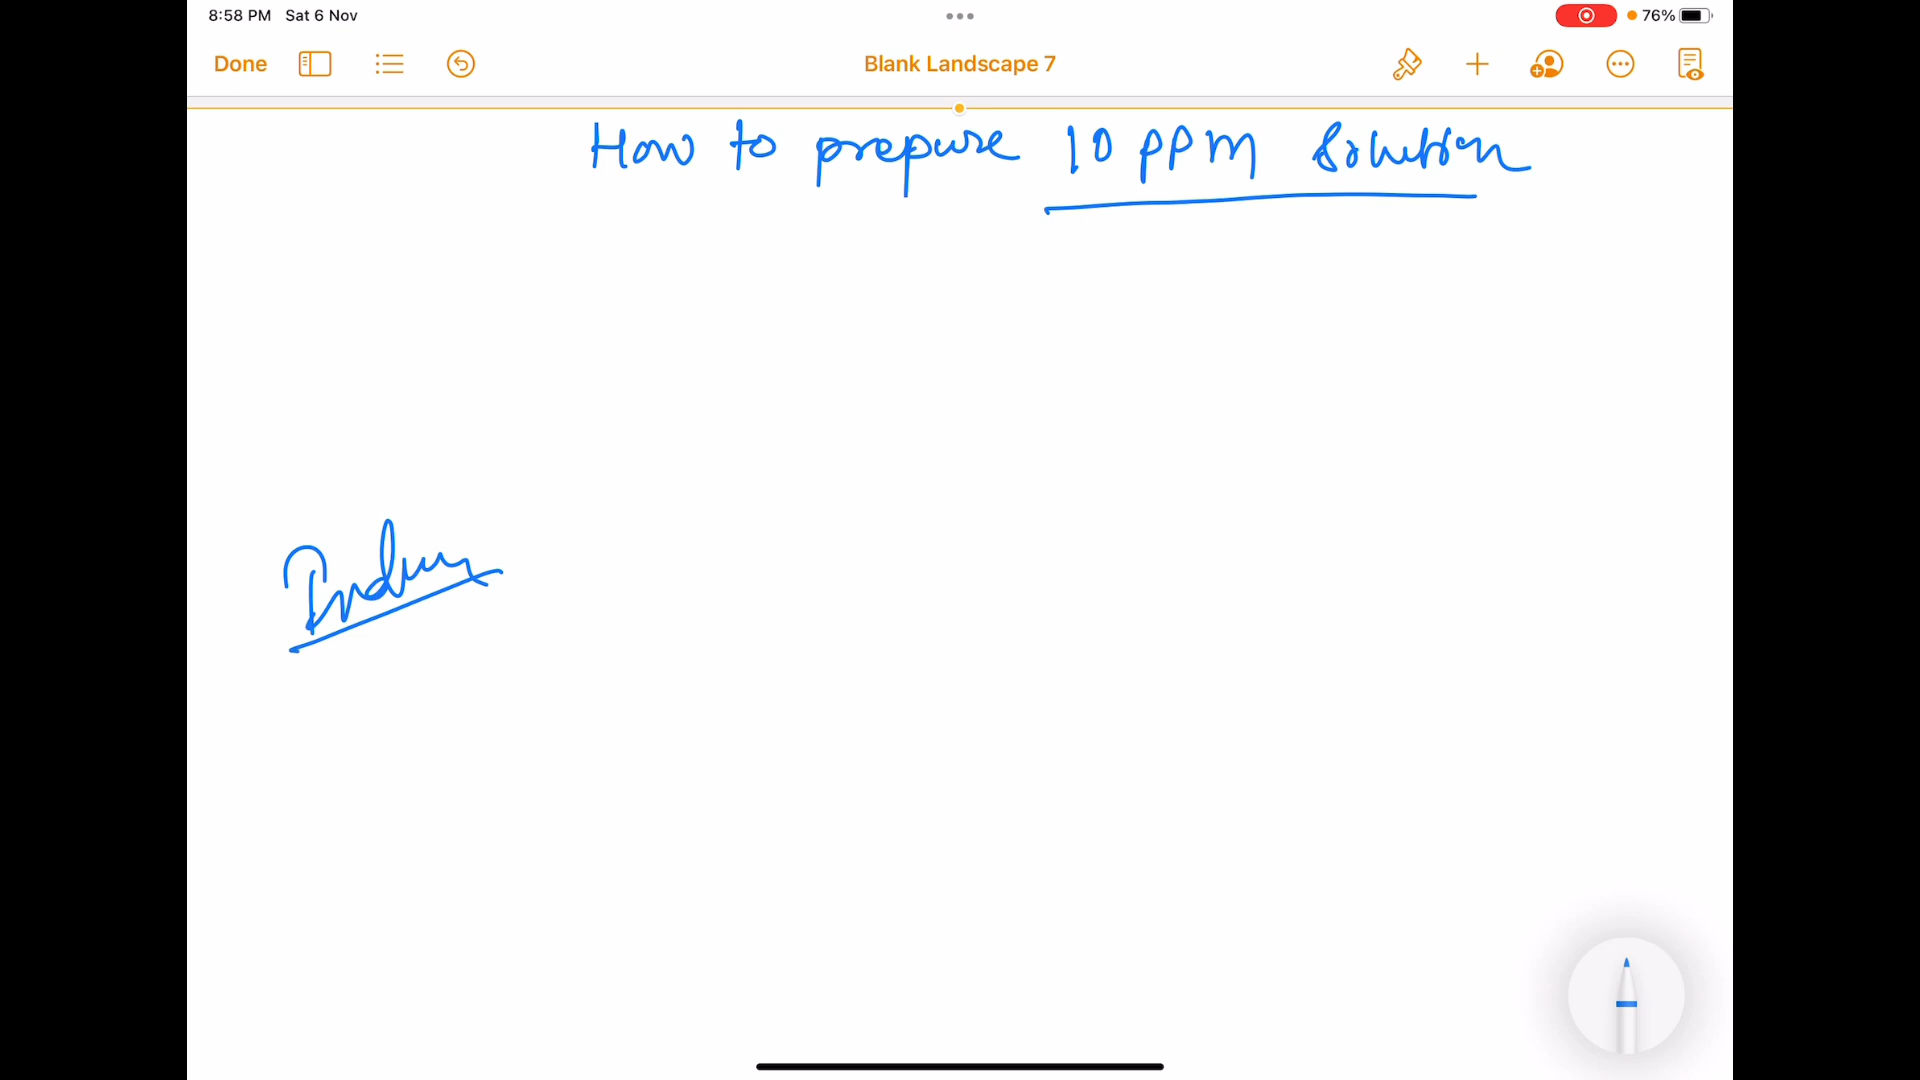 8:58 PM Sat 6 Nov
76%
Done
Blank Landscape 7
How to prepare 10 PPM Solution